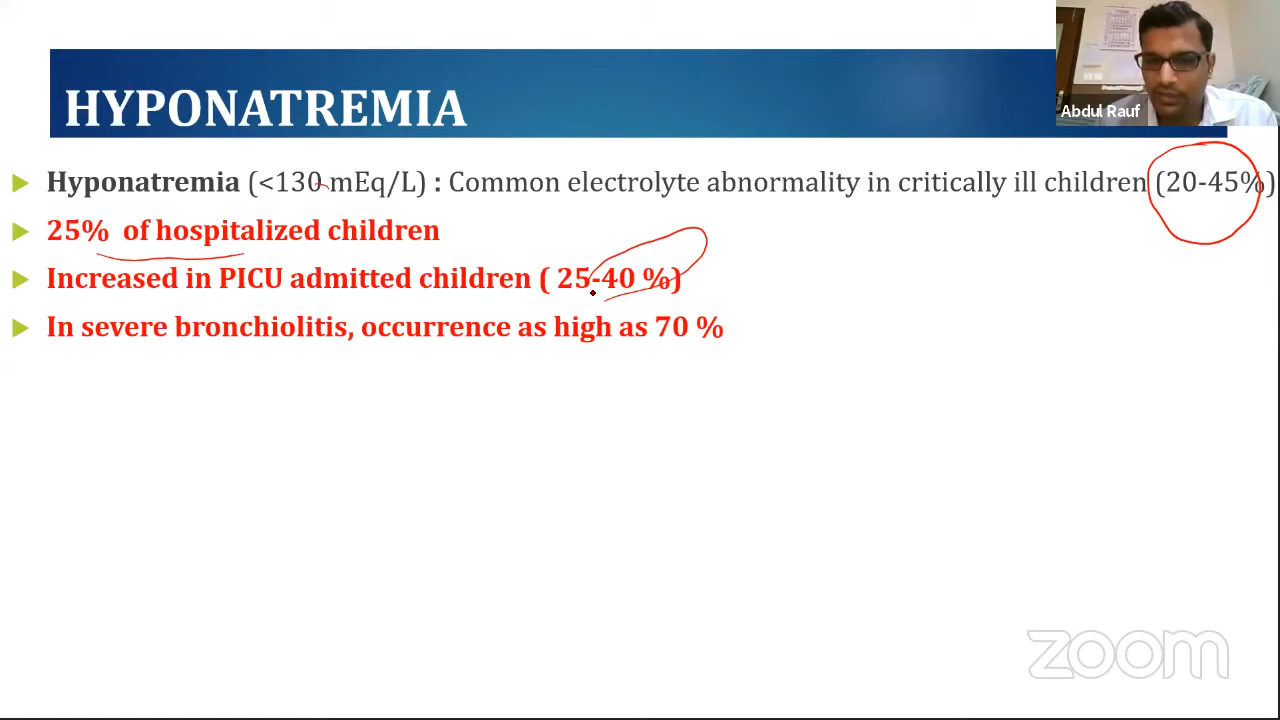 Abdul Rauf
HYPONATREMIA
Hyponatremia (<130 mEq/L) : Common electrolyte abnormality in critically ill children (20-45%)
25% of hospitalized children
Increased in PICU admitted children ( 25-40 %)
In severe bronchiolitis, occurrence as high as 70 %
zoom